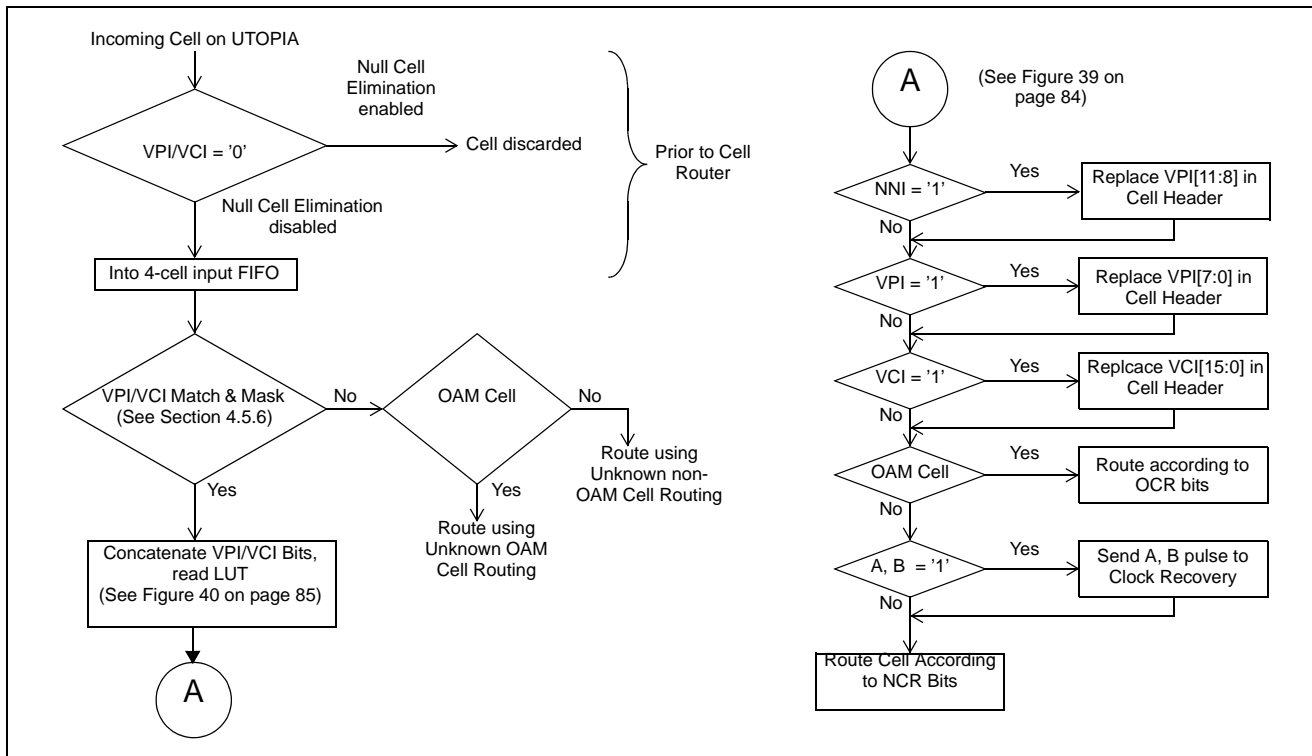 Incoming Cell on UTOPIA
Null Cell
Elimination
enabled
VPI/VCI = '0'
Cell discarded
Prior to Cell
Router
Null Cell Elimination
disabled
Into 4-cell input FIFO
VPI/VCI Match & Mask
(See Section 4.5.6)
No
OAM Cell
No
Route using
Unknown non-
OAM Cell Routing
Yes
Route using
Unknown OAM
Cell Routing
Yes
Concatenate VPI/VCI Bits,
read LUT
(See Figure 40 on page 85)
A
A
(See Figure 39 on
page 84)
NNI = '1'
Yes
Replace VPI[11:8] in
Cell Header
No
VPI = '1'
Yes
Replace VPI[7:0] in
Cell Header
No
VCI = '1'
Yes
Replcace VCI[15:0] in
Cell Header
No
OAM Cell
Yes
Route according to
OCR bits
No
A, B = '1'
Yes
Send A, B pulse to
Clock Recovery
No
Route Cell According
to NCR Bits